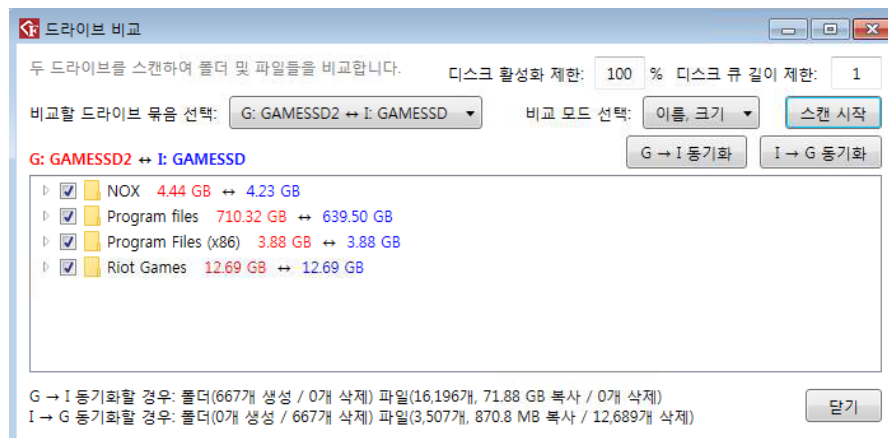 드라이브 비교
두 드라이브를 스캔하여 폴더 및 파일들을 비교합니다. 디스크 활성화 제한: 100 % 디스크 큐 길이 제한: 1
비교할 드라이브 묶음 선택: G: GAMESSD2 ↔ I: GAMESSD 비교 모드 선택: 이름, 크기 스캔 시작
G: GAMESSD2 ↔ I: GAMESSD G → I 동기화 I → G 동기화
NOX 4.44 GB ↔ 4.23 GB
Program files 710.32 GB ↔ 639.50 GB
Program Files (x86) 3.88 GB ↔ 3.88 GB
Riot Games 12.69 GB ↔ 12.69 GB
G → I 동기화할 경우: 폴더(667개 생성 / 0개 삭제) 파일(16,196개, 71.88 GB 복사 / 0개 삭제)
I → G 동기화할 경우: 폴더(0개 생성 / 667개 삭제) 파일(3,507개, 870.8 MB 복사 / 12,689개 삭제)
닫기